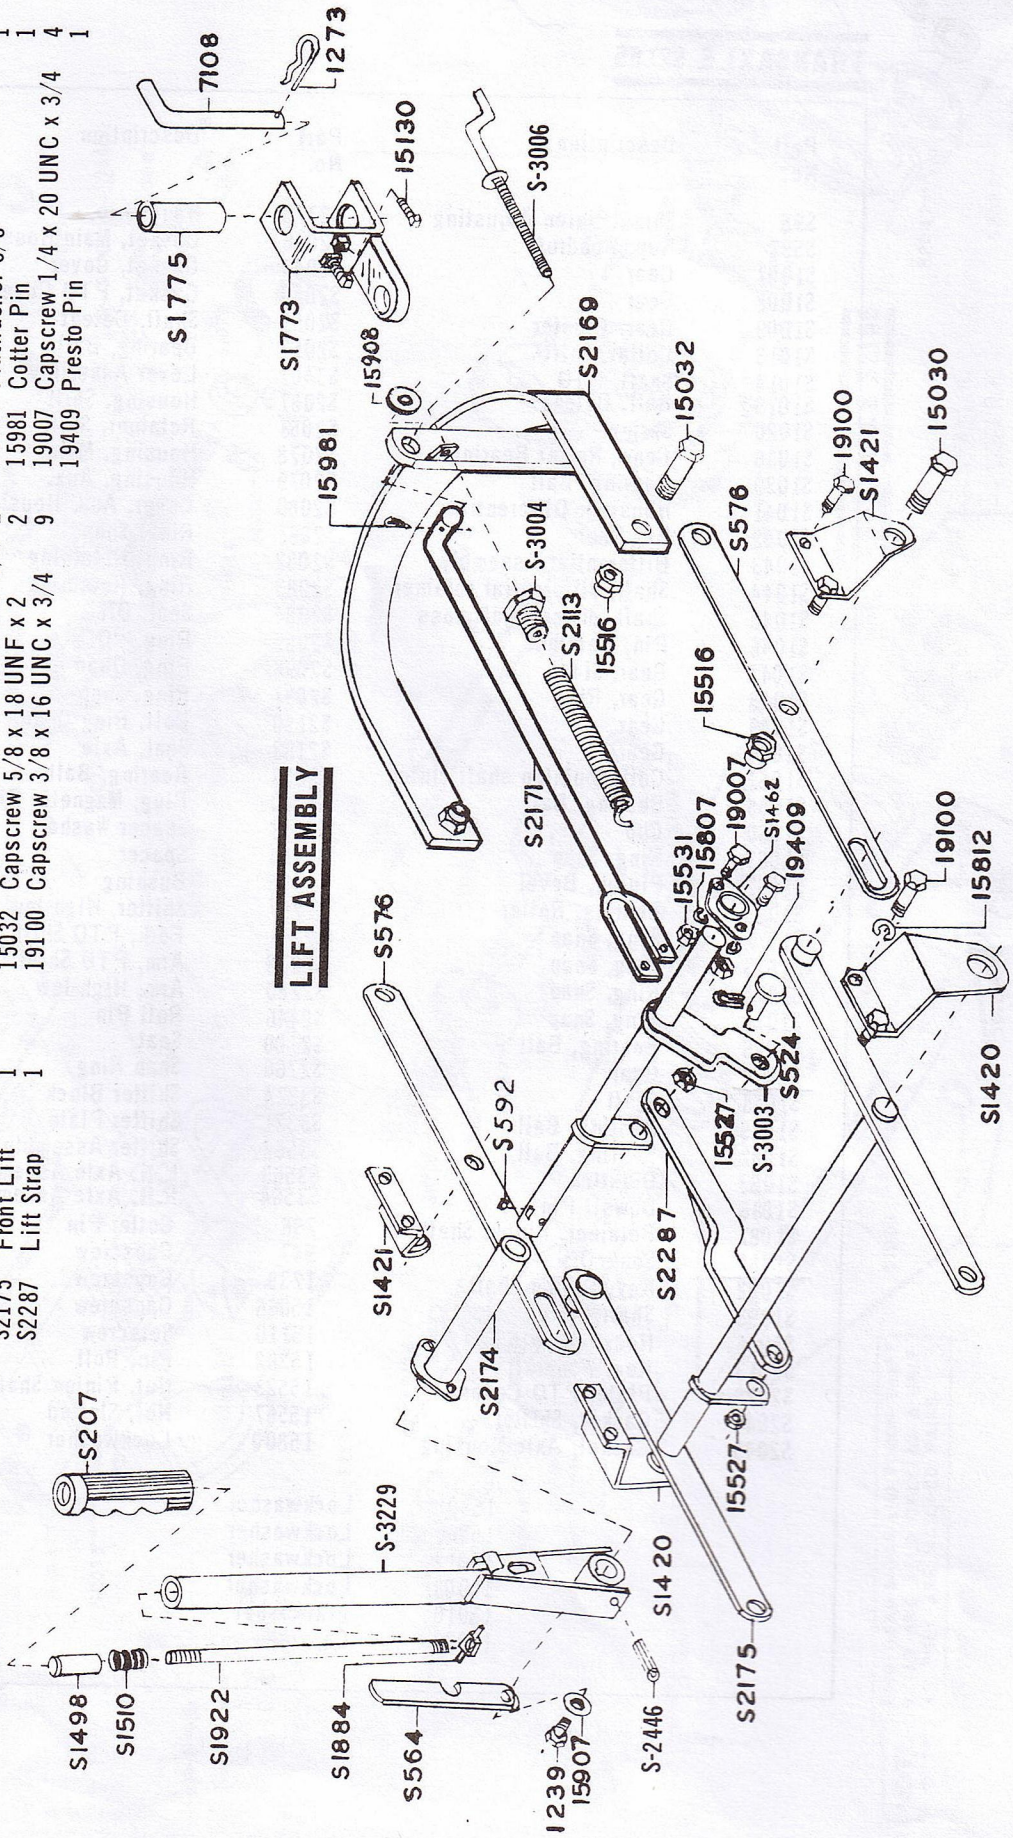 S2175 Front Lift 1 15032 Capscrew 5/8 x 18 UNF x 2 2 15981 Cotter Pin 1
S2287 Lift Strap 1 19100 Capscrew 3/8 x 16 UNC x 3/4 9 19007 Capscrew 1/4 x 20 UNC x 3/4 4
19409 Presto Pin 1
LIFT ASSEMBLY
S207
S1498
S1510
S1922
S1884
S564
1239
15907
S-2446
S-3229
S1420
S2175
S2174
S1421
S592
S576
S2287
15527
15527
S-3003
S524
19409
S1462
19007
15807
15531
S2171
S2113
S-3004
15516
15516
15981
15908
S1773
S1775
7108
1273
15130
S-3006
S2169
15032
S576
19100
S1421
15030
19100
15812
S1420